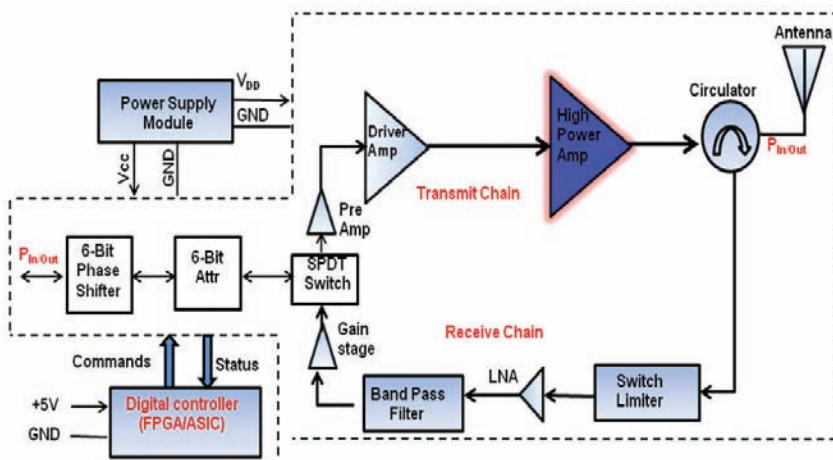 Antenna
Circulator
P In/Out
Power Supply
Module
VDD
GND
Vcc
GND
Driver
Amp
High
Power
Amp
Transmit Chain
Pre
Amp
P In/Out
6-Bit
Phase
Shifter
6-Bit
Attr
SPDT
Switch
Gain
stage
Receive Chain
LNA
Band Pass
Filter
Switch
Limiter
Commands
Status
+5V
GND
Digital controller
(FPGA/ASIC)